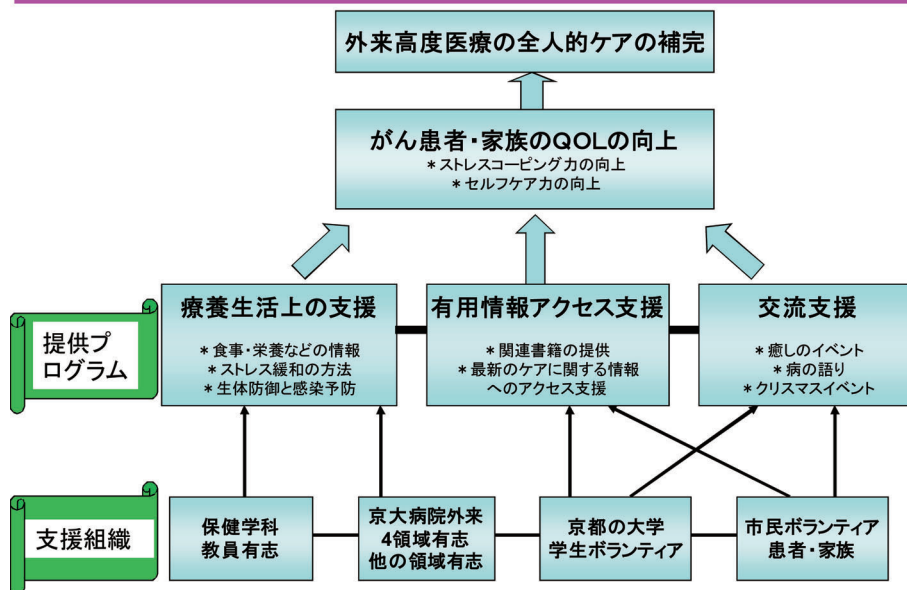 外来高度医療の全人的ケアの補完
がん患者・家族のQOLの向上
*ストレスコーピング力の向上
*セルフケア力の向上
提供プ
ログラム
療養生活上の支援
*食事・栄養などの情報
*ストレス緩和の方法
*生体防御と感染予防
有用情報アクセス支援
*関連書籍の提供
*最新のケアに関する情報
へのアクセス支援
交流支援
*癒しのイベント
*病の語り
*クリスマスイベント
支援組織
保健学科
教員有志
京大病院外来
4領域有志
他の領域有志
京都の大学
学生ボランティア
市民ボランティア
患者・家族